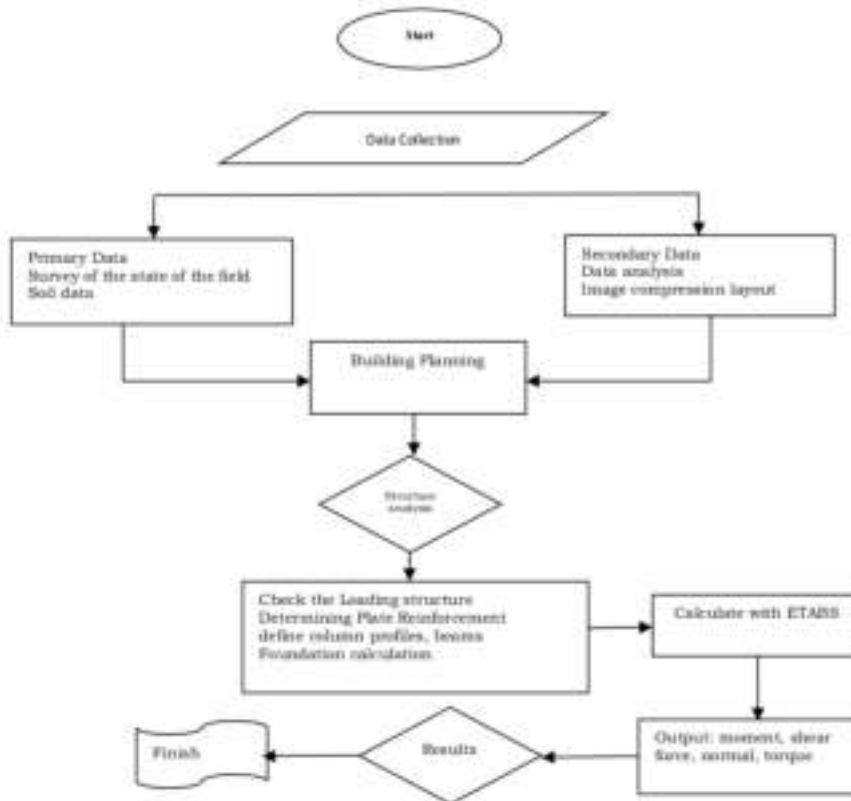 Start
Data Collection
Primary Data
Survey of the state of the field
Soil data
Secondary Data
Data analysis
Image compression layout
Building Planning
Structure
analysis
Check the Loading structure
Determining Plate Reinforcement
define column profiles, beams
Foundation calculation
Calculate with ETABS
Output: moment, shear
force, normal, torque
Results
Finish